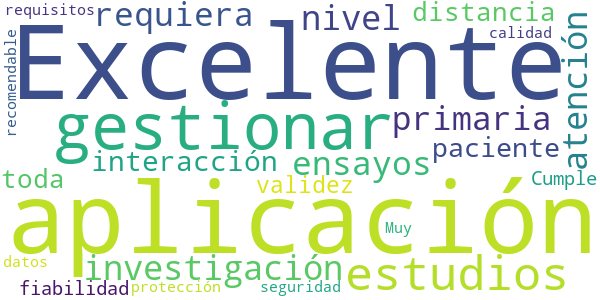 requisitos
requiera
nivel
distancia
Excelente
calidad
recomendable
atención
gestionar
primaria
interacción
ensayos
paciente
toda
validez
Cumple
aplicación
Muy
investigación
estudios
datos
fiabilidad
protección
seguridad